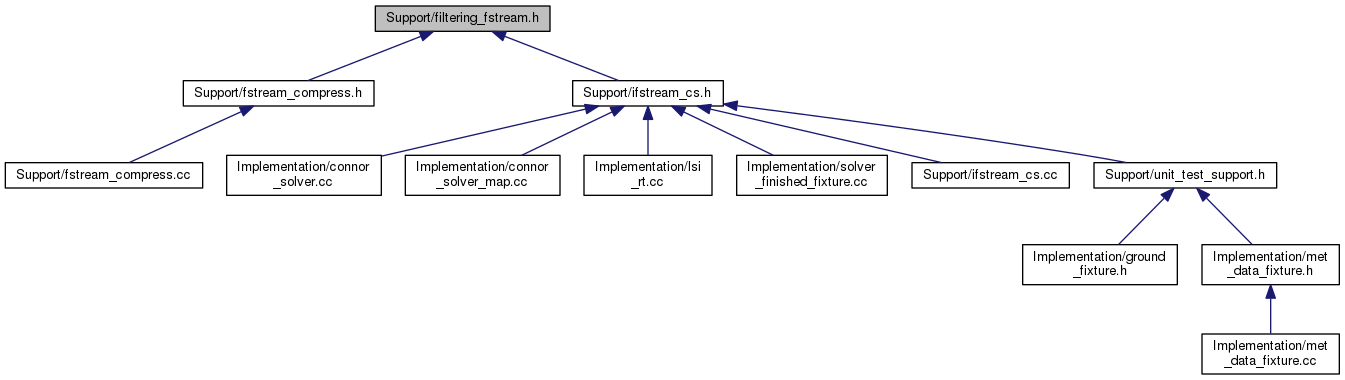 Support/filtering_fstream.h
Support/fstream_compress.h
Support/ifstream_cs.h
Support/fstream_compress.cc
Implementation/connor
_solver.cc
Implementation/connor
_solver_map.cc
Implementation/lsi
_rt.cc
Implementation/solver
_finished_fixture.cc
Support/ifstream_cs.cc
Support/unit_test_support.h
Implementation/ground
_fixture.h
Implementation/met
_data_fixture.h
Implementation/met
_data_fixture.cc